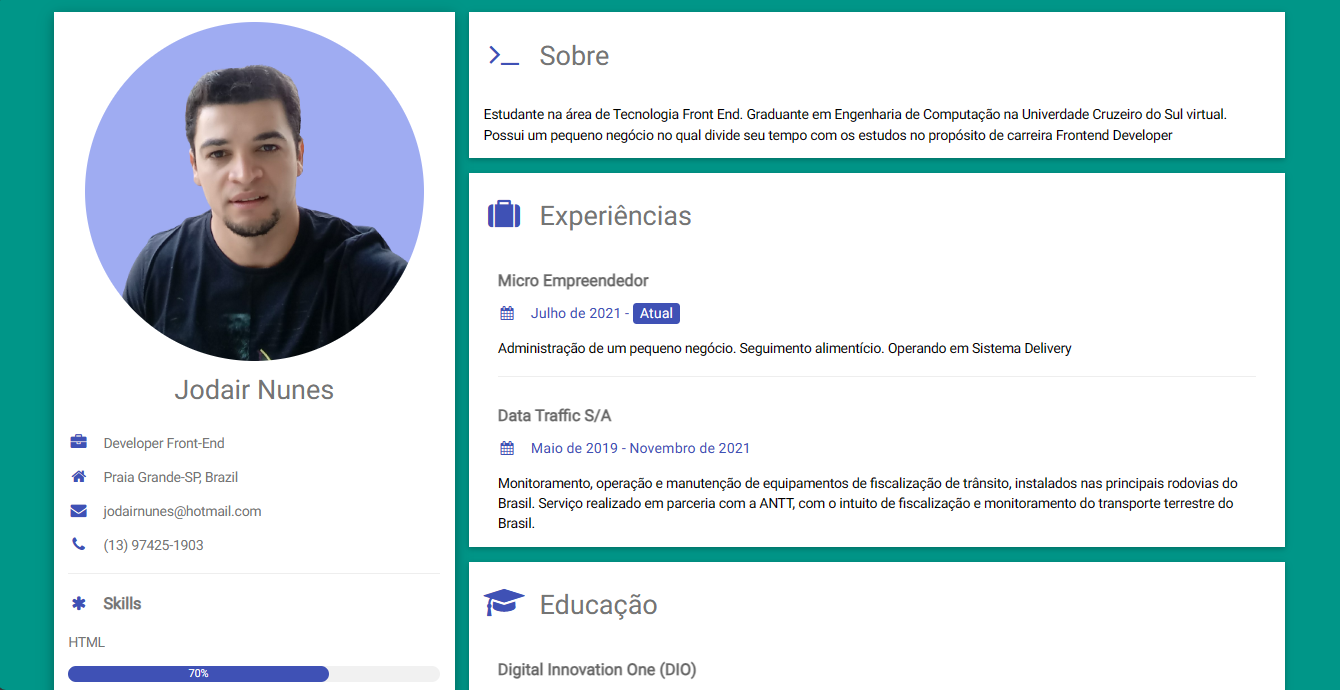 Jodair Nunes
Developer Front-End
Praia Grande-SP, Brazil
jodairnunes@hotmail.com
(13) 97425-1903
Skills
HTML
70%
Sobre
Estudante na área de Tecnologia Front End. Graduante em Engenharia de Computação na Univerdade Cruzeiro do Sul virtual.
Possui um pequeno negócio no qual divide seu tempo com os estudos no propósito de carreira Frontend Developer
Experiências
Micro Empreendedor
Julho de 2021 - Atual
Administração de um pequeno negócio. Seguimento alimentício. Operando em Sistema Delivery
Data Traffic S/A
Maio de 2019 - Novembro de 2021
Monitoramento, operação e manutenção de equipamentos de fiscalização de trânsito, instalados nas principais rodovias do
Brasil. Serviço realizado em parceria com a ANTT, com o intuito de fiscalização e monitoramento do transporte terrestre do
Brasil.
Educação
Digital Innovation One (DIO)